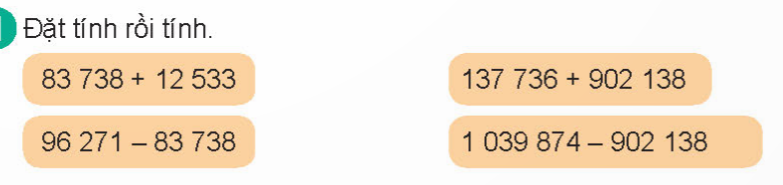 Đặt tính rồi tính.
83 738 + 12 533
137 736 + 902 138
96 271 – 83 738
1 039 874 – 902 138